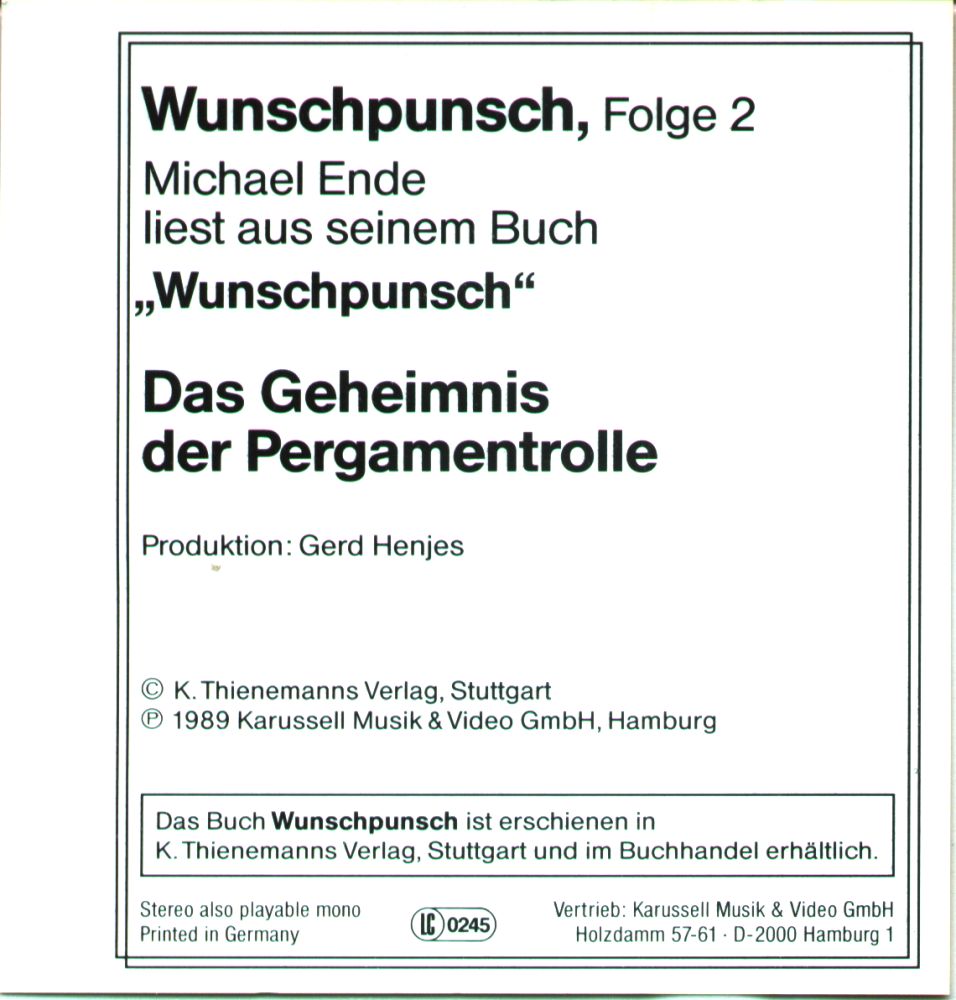 Wunschpunsch, Folge 2
Michael Ende
liest aus seinem Buch
„Wunschpunsch“
Das Geheimnis
der Pergamentrolle
Produktion: Gerd Henjes
© K. Thienemanns Verlag, Stuttgart
℗ 1989 Karussell Musik & Video GmbH, Hamburg
Das Buch Wunschpunsch ist erschienen in
K. Thienemanns Verlag, Stuttgart und im Buchhandel erhältlich.
Stereo also playable mono
Printed in Germany
LC 0245
Vertrieb: Karussell Musik & Video GmbH
Holzdamm 57-61 · D-2000 Hamburg 1